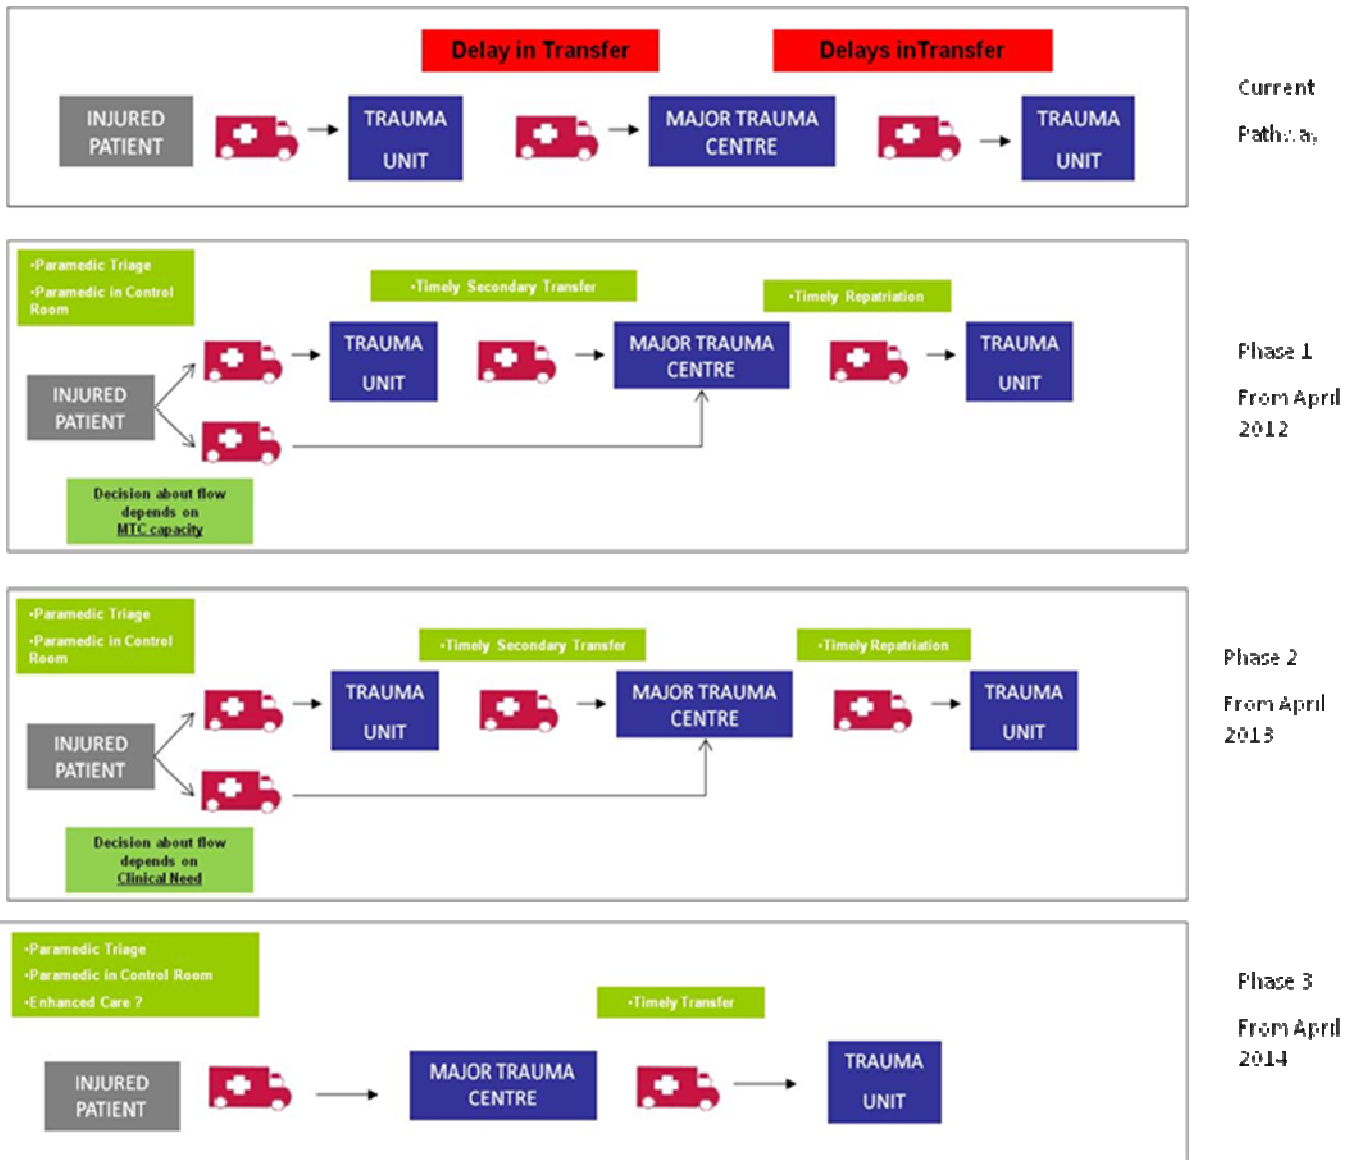 Delay in Transfer
Delays inTransfer
INJURED
PATIENT
TRAUMA
UNIT
MAJOR TRAUMA
CENTRE
TRAUMA
UNIT
Current
•Paramedic Triage
•Paramedic in Control
Room
•Timely Secondary Transfer
•Timely Repatriation
TRAUMA
UNIT
MAJOR TRAUMA
CENTRE
TRAUMA
UNIT
INJURED
PATIENT
Decision about flow
depends on
MTC capacity
Phase 1
From April
2012
•Paramedic Triage
•Paramedic in Control
Room
•Timely Secondary Transfer
•Timely Repatriation
TRAUMA
UNIT
MAJOR TRAUMA
CENTRE
TRAUMA
UNIT
INJURED
PATIENT
Decision about flow
depends on
Clinical Need
Phase 2
From April
2013
•Paramedic Triage
•Paramedic in Control Room
•Enhanced Care ?
•Timely Transfer
INJURED
PATIENT
MAJOR TRAUMA
CENTRE
TRAUMA
UNIT
Phase 3
From April
2014